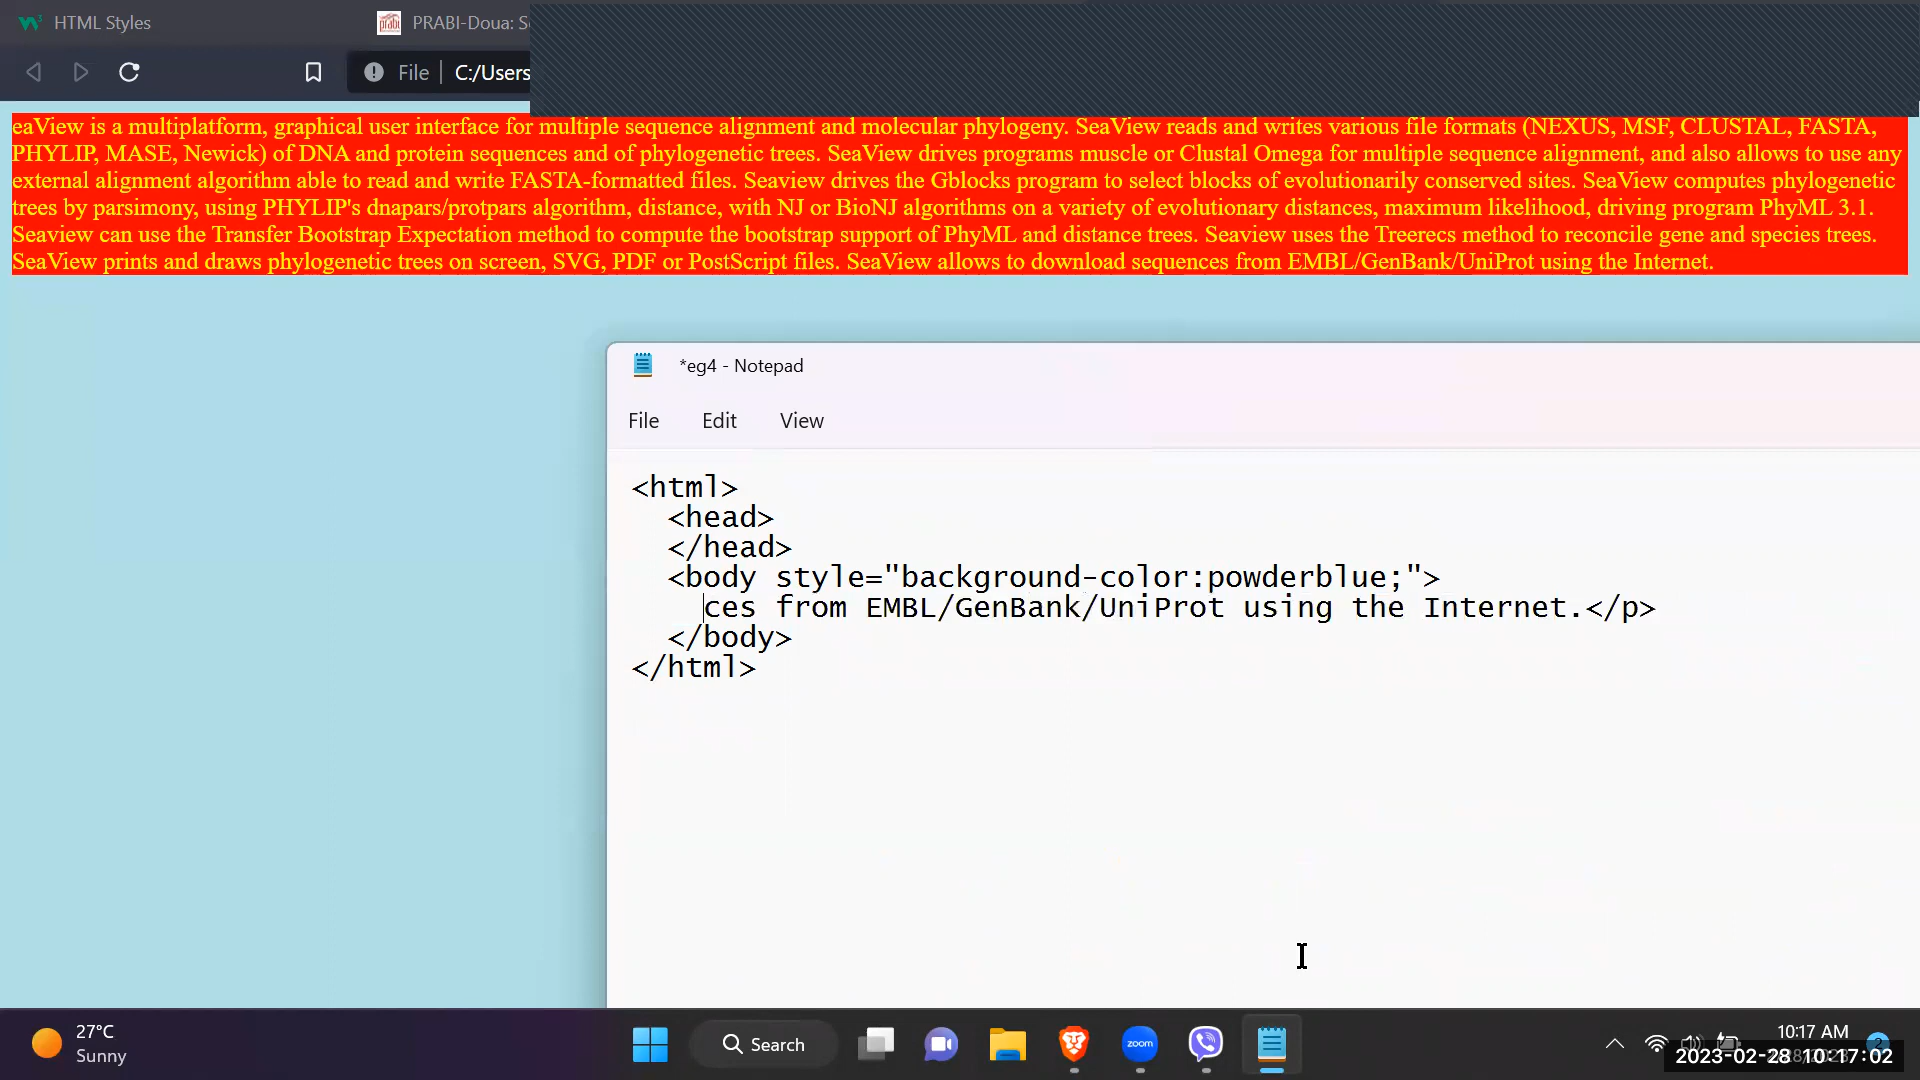 HTML Styles
PRABI-Doua: S
File
C:/Users
eaView is a multiplatform, graphical user interface for multiple sequence alignment and molecular phylogeny. SeaView reads and writes various file formats (NEXUS, MSF, CLUSTAL, FASTA,
PHYLIP, MASE, Newick) of DNA and protein sequences and of phylogenetic trees. SeaView drives programs muscle or Clustal Omega for multiple sequence alignment, and also allows to use any
external alignment algorithm able to read and write FASTA-formatted files. Seaview drives the Gblocks program to select blocks of evolutionarily conserved sites. SeaView computes phylogenetic
trees by parsimony, using PHYLIP's dnapars/protpars algorithm, distance, with NJ or BioNJ algorithms on a variety of evolutionary distances, maximum likelihood, driving program PhyML 3.1.
Seaview can use the Transfer Bootstrap Expectation method to compute the bootstrap support of PhyML and distance trees. Seaview uses the Treerecs method to reconcile gene and species trees.
SeaView prints and draws phylogenetic trees on screen, SVG, PDF or PostScript files. SeaView allows to download sequences from EMBL/GenBank/UniProt using the Internet.
*eg4 - Notepad
File Edit View
<html>
<head>
</head>
<body style="background-color:powderblue;">
ces from EMBL/GenBank/UniProt using the Internet.</p>
</body>
</html>
27°C
Sunny
Search
zoom
10:17 AM
2023-02-28 10:17:02